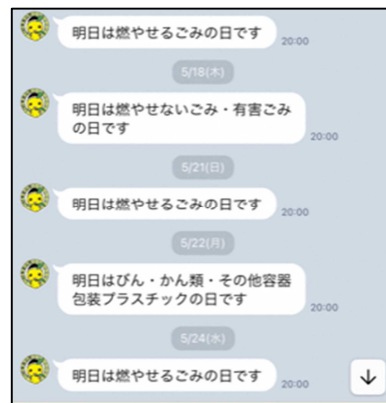 明日は燃やせるごみの日です
20:00
5/18(木)
明日は燃やせないごみ・有害ごみ
の日です
20:00
5/21(日)
明日は燃やせるごみの日です
20:00
5/22(月)
明日はびん・かん類・その他容器
包装プラスチックの日です
20:00
5/24(水)
明日は燃やせるごみの日です
20:00